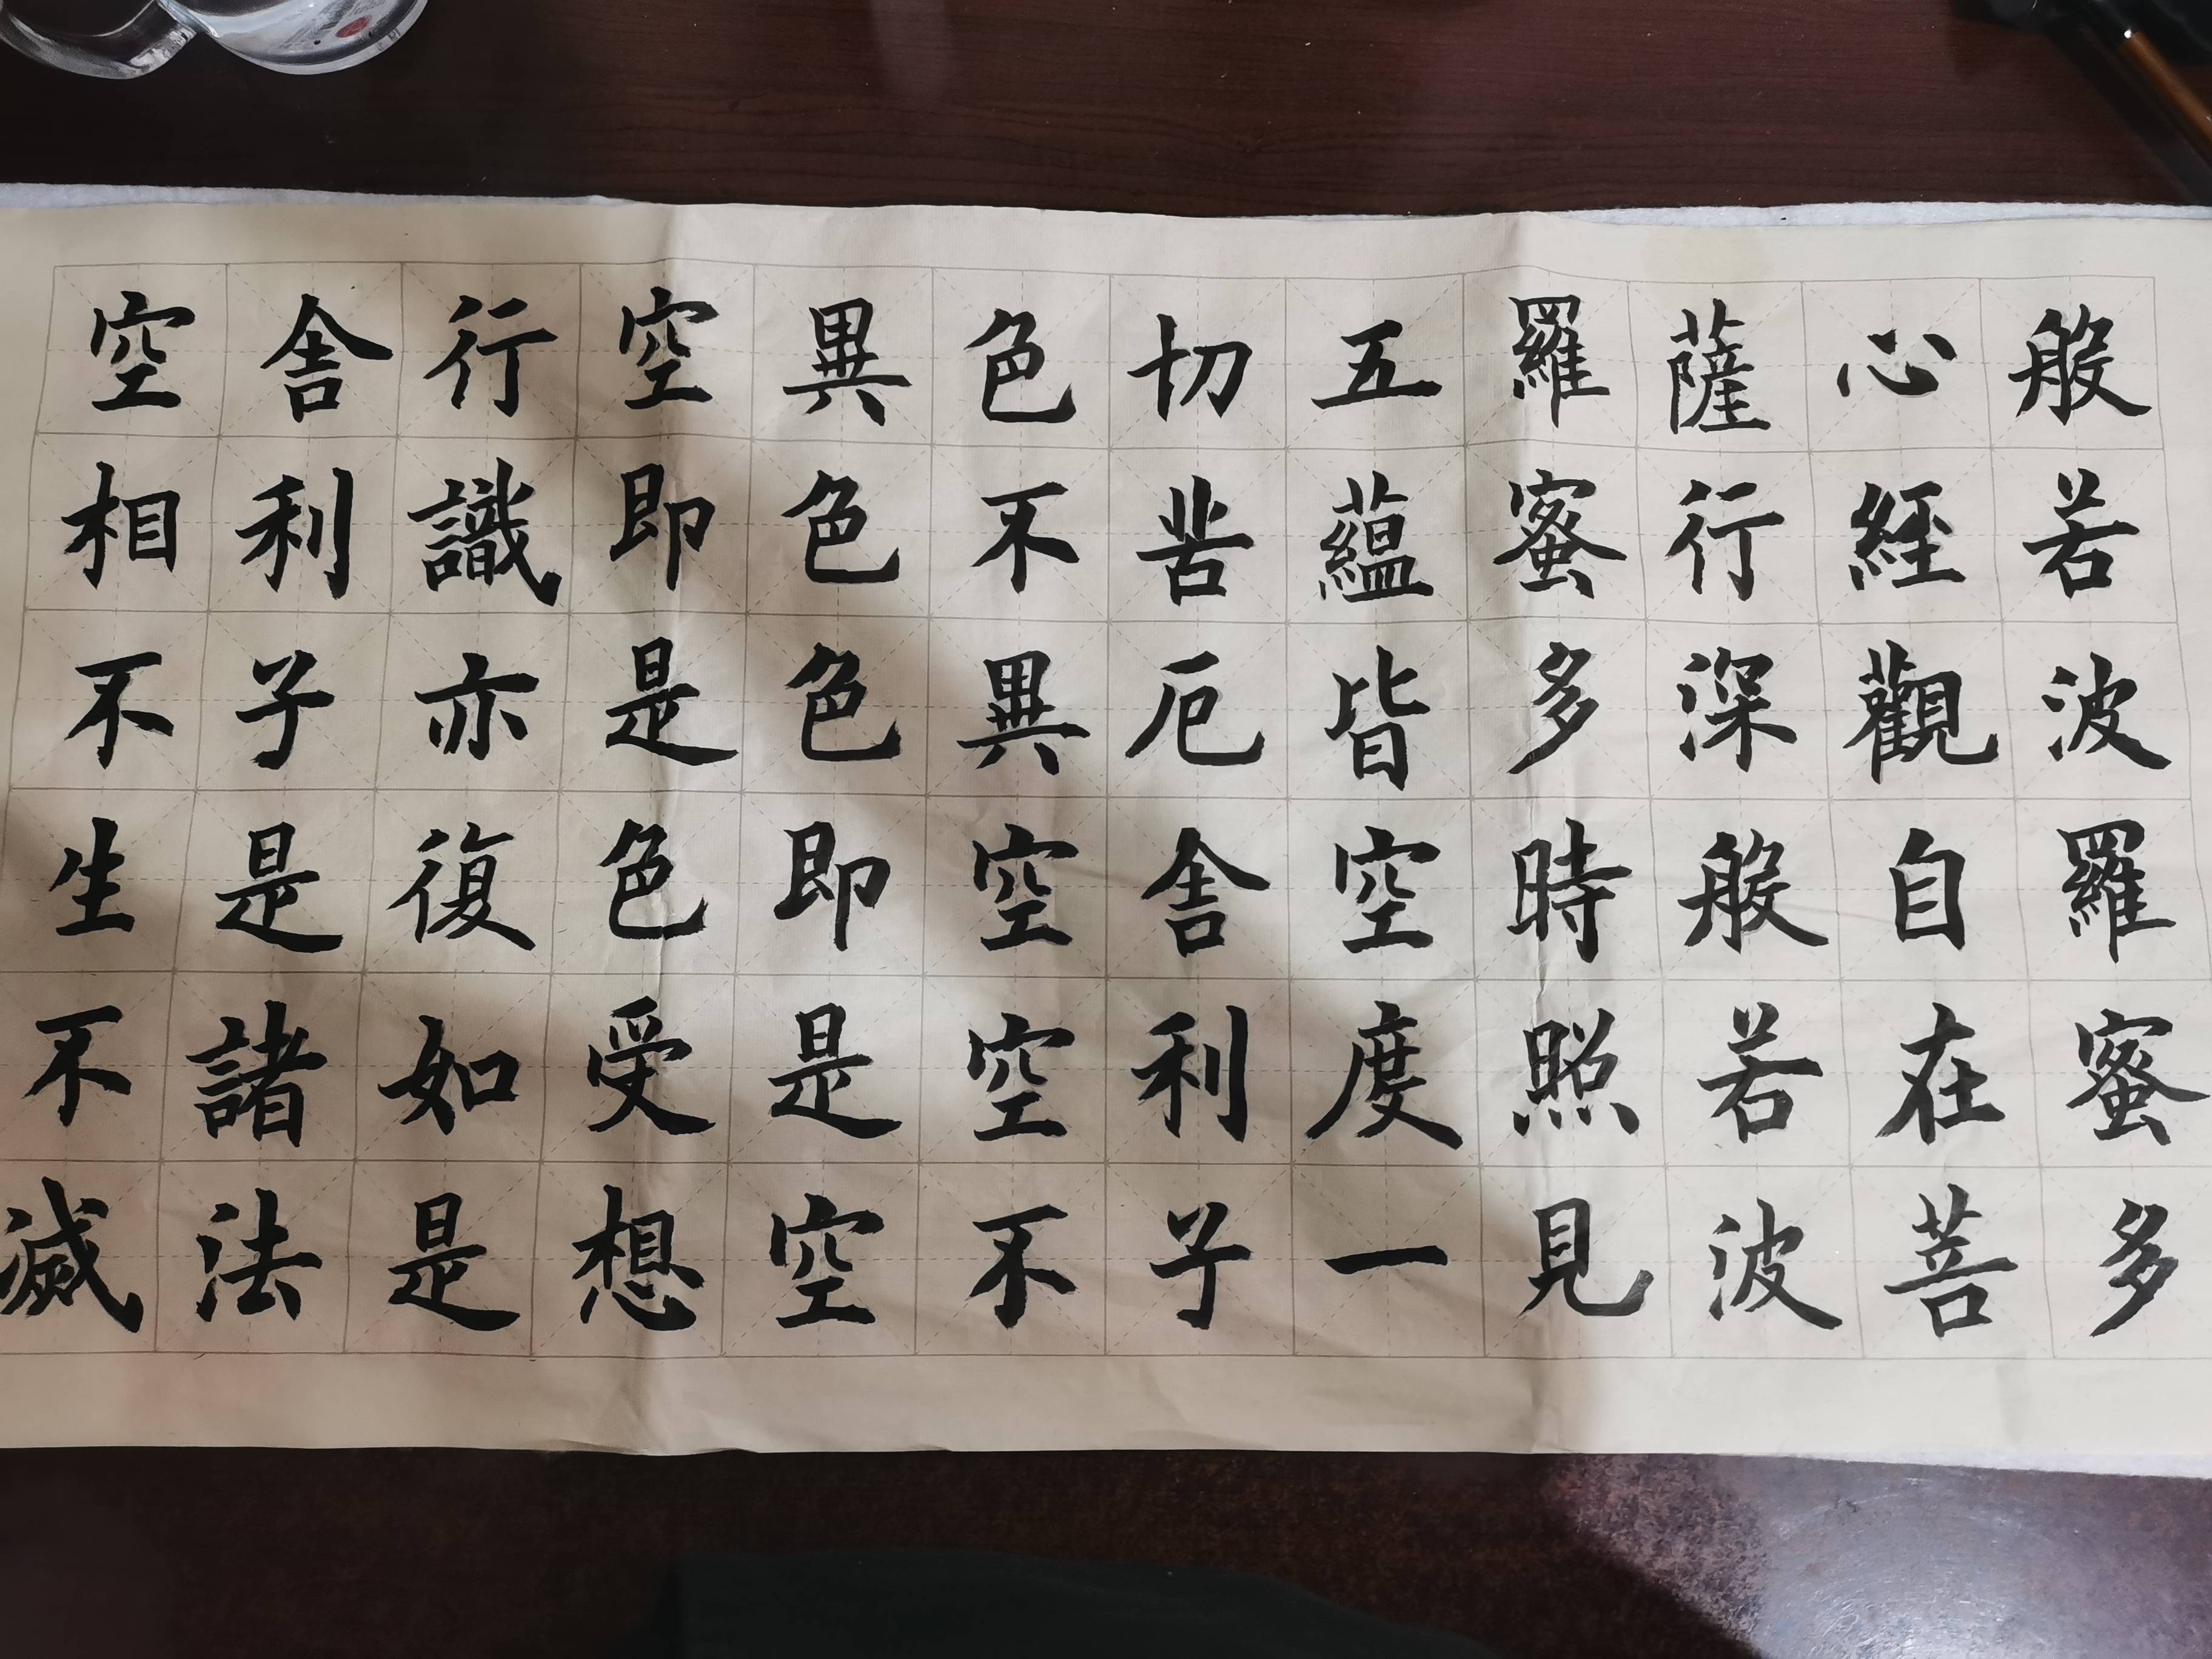 般若波羅蜜多
心經觀自在菩
薩行深般若波
羅蜜多時照見
五蘊皆空度一
切苦厄舍利子
色不異空空不
異色色即是空
空即是色受想
行識亦復如是
舍利子是諸法
空相不生不滅